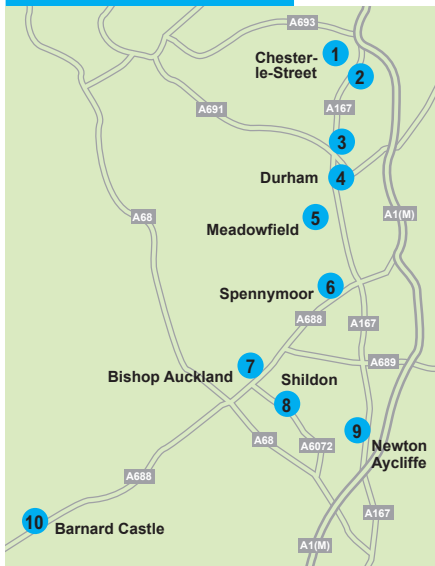 A693
Chester-
le-Street
1
2
A167
A691
3
Durham
4
5
Meadowfield
A68
A1(M)
6
Spennymoor
A688
A167
7
A689
Bishop Auckland
Shildon
8
9
Newton
Aycliffe
A68
A6072
A688
10
Barnard Castle
A167
A1(M)